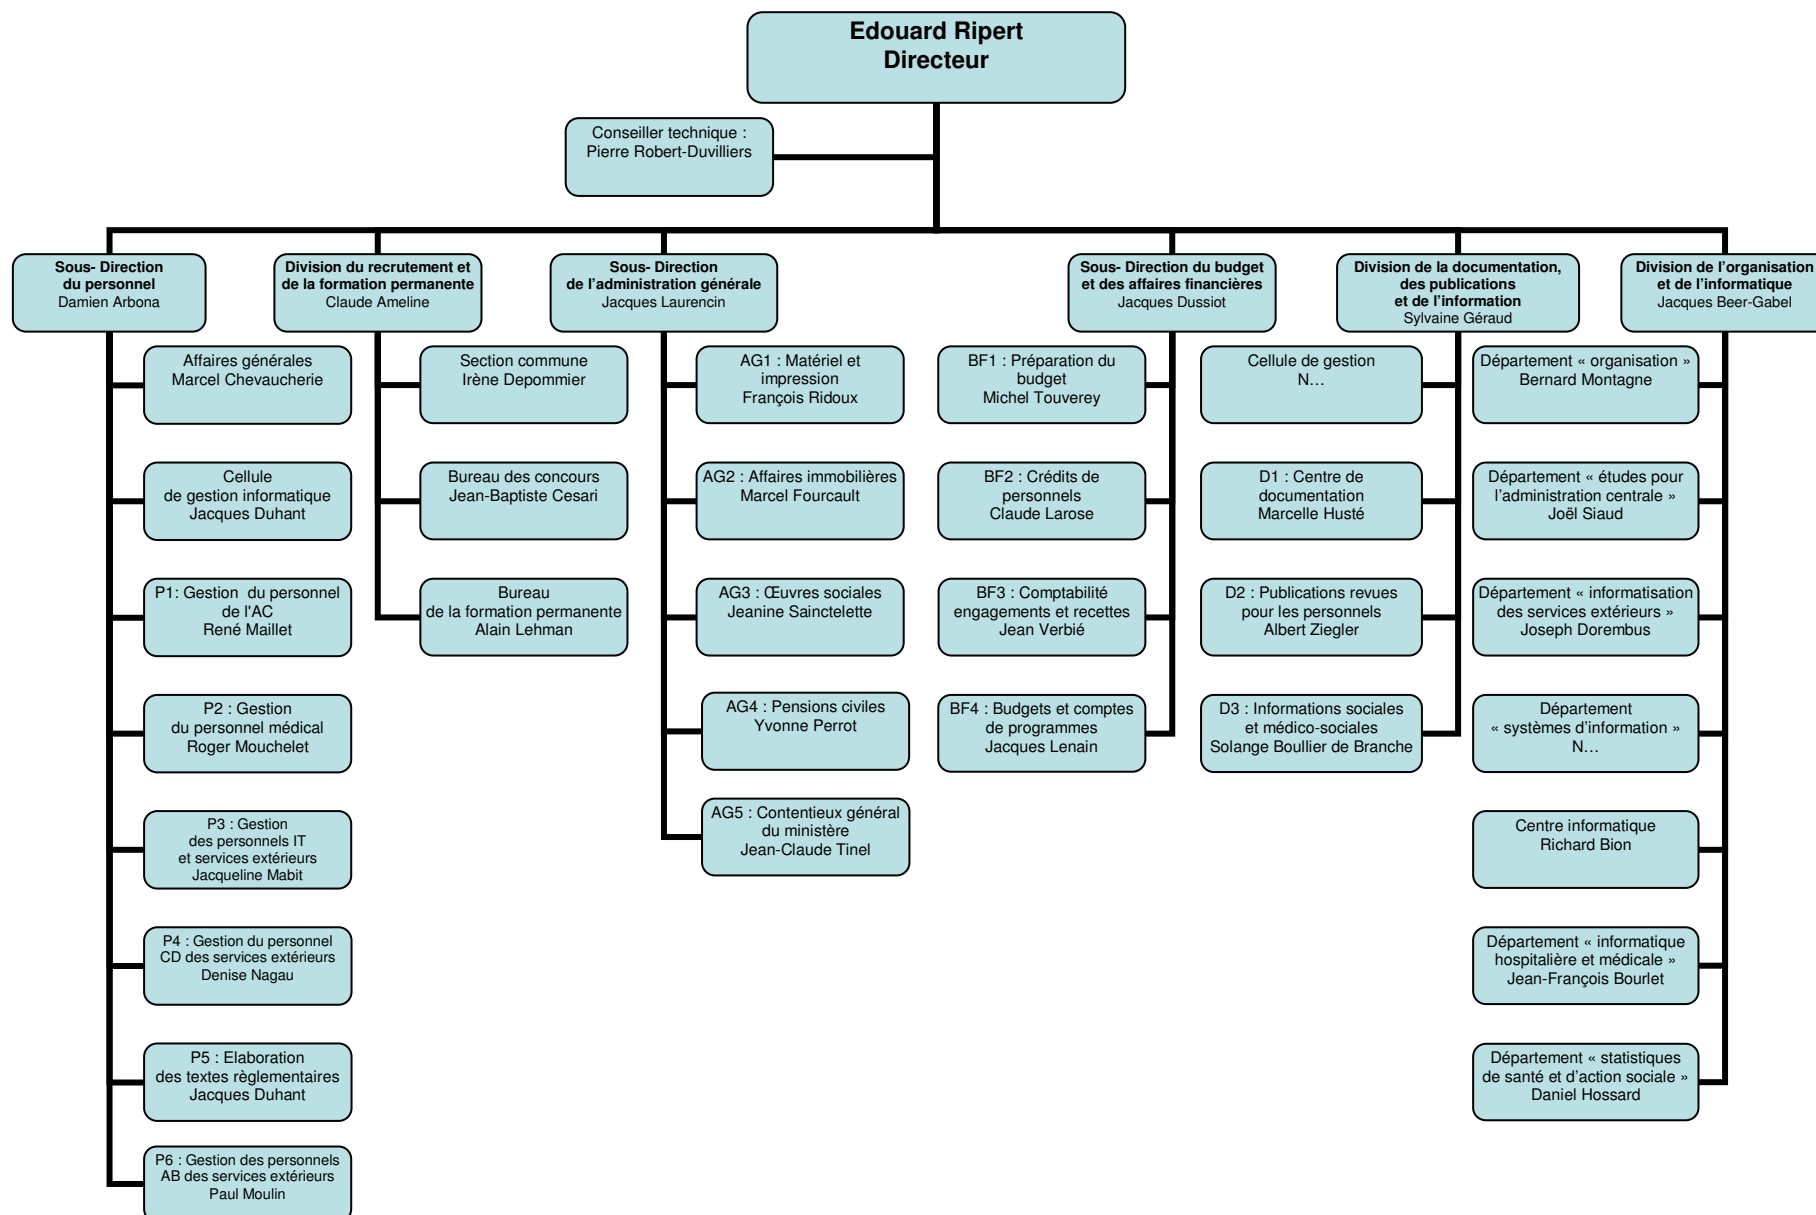 Edouard Ripert
Directeur
Conseiller technique :
Pierre Robert-Duvilliers
Sous- Direction
du personnel
Damien Arbona
Division du recrutement et
de la formation permanente
Claude Ameline
Sous- Direction
de l'administration générale
Jacques Laurencin
Sous- Direction du budget
et des affaires financières
Jacques Dussiot
Division de la documentation,
des publications
et de l'information
Sylvaine Géraud
Division de l'organisation
et de l'informatique
Jacques Beer-Gabel
Affaires générales
Marcel Chevaucherie
Cellule
de gestion informatique
Jacques Duhant
P1: Gestion  du personnel
de l'AC
René Maillet
P2 : Gestion
du personnel médical
Roger Mouchelet
P3 : Gestion
des personnels IT
et services extérieurs
Jacqueline Mabit
P4 : Gestion du personnel
CD des services extérieurs
Denise Nagau
P5 : Elaboration
des textes règlementaires
Jacques Duhant
P6 : Gestion des personnels
AB des services extérieurs
Paul Moulin
Section commune
Irène Depommier
Bureau des concours
Jean-Baptiste Cesari
Bureau
de la formation permanente
Alain Lehman
AG1 : Matériel et
impression
François Ridoux
AG2 : Affaires immobilières
Marcel Fourcault
AG3 : Œuvres sociales
Jeanine Sainctelette
AG4 : Pensions civiles
Yvonne Perrot
AG5 : Contentieux général
du ministère
Jean-Claude Tinel
BF1 : Préparation du
budget
Michel Touverey
BF2 : Crédits de
personnels
Claude Larose
BF3 : Comptabilité
engagements et recettes
Jean Verbié
BF4 : Budgets et comptes
de programmes
Jacques Lenain
Cellule de gestion
N…
D1 : Centre de
documentation
Marcelle Husté
D2 : Publications revues
pour les personnels
Albert Ziegler
D3 : Informations sociales
et médico-sociales
Solange Boullier de Branche
Département « organisation »
Bernard Montagne
Département « études pour
l'administration centrale »
Joël Siaud
Département « informatisation
des services extérieurs »
Joseph Dorembus
Département
« systèmes d'information »
N…
Centre informatique
Richard Bion
Département « informatique
hospitalière et médicale »
Jean-François Bourlet
Département « statistiques
de santé et d'action sociale »
Daniel Hossard